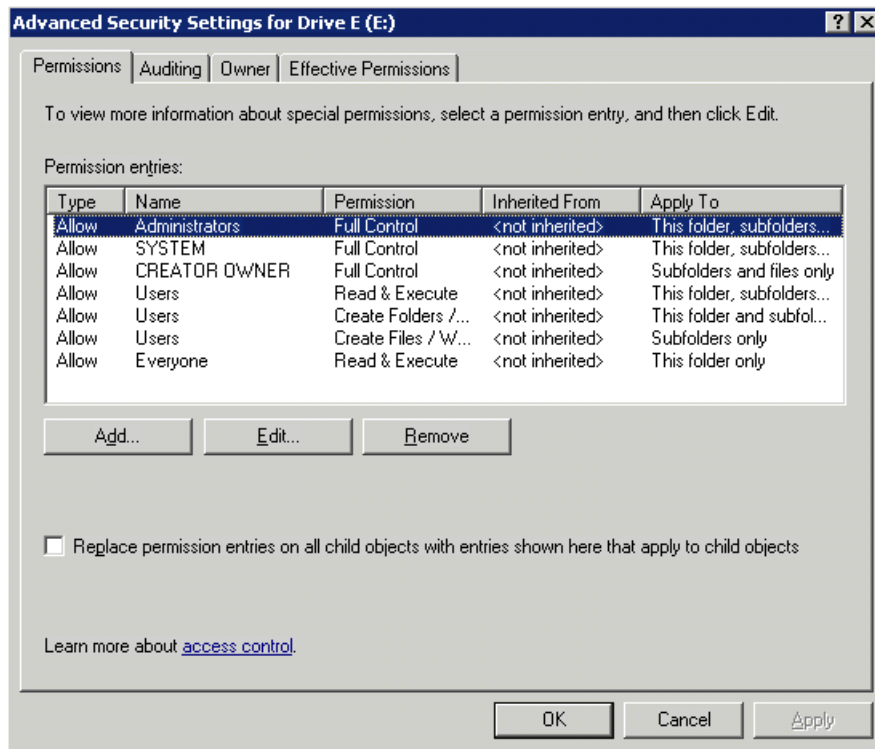 Advanced Security Settings for Drive E (E:)
Permissions Auditing Owner Effective Permissions
To view more information about special permissions, select a permission entry, and then click Edit.
Permission entries:
Type Name Permission Inherited From Apply To
Allow Administrators Full Control <not inherited> This folder, subfolders...
Allow SYSTEM Full Control <not inherited> This folder, subfolders...
Allow CREATOR OWNER Full Control <not inherited> Subfolders and files only
Allow Users Read & Execute <not inherited> This folder, subfolders...
Allow Users Create Folders /... <not inherited> This folder and subfol...
Allow Users Create Files / W... <not inherited> Subfolders only
Allow Everyone Read & Execute <not inherited> This folder only
Add... Edit... Remove
Replace permission entries on all child objects with entries shown here that apply to child objects
Learn more about access control.
OK Cancel Apply